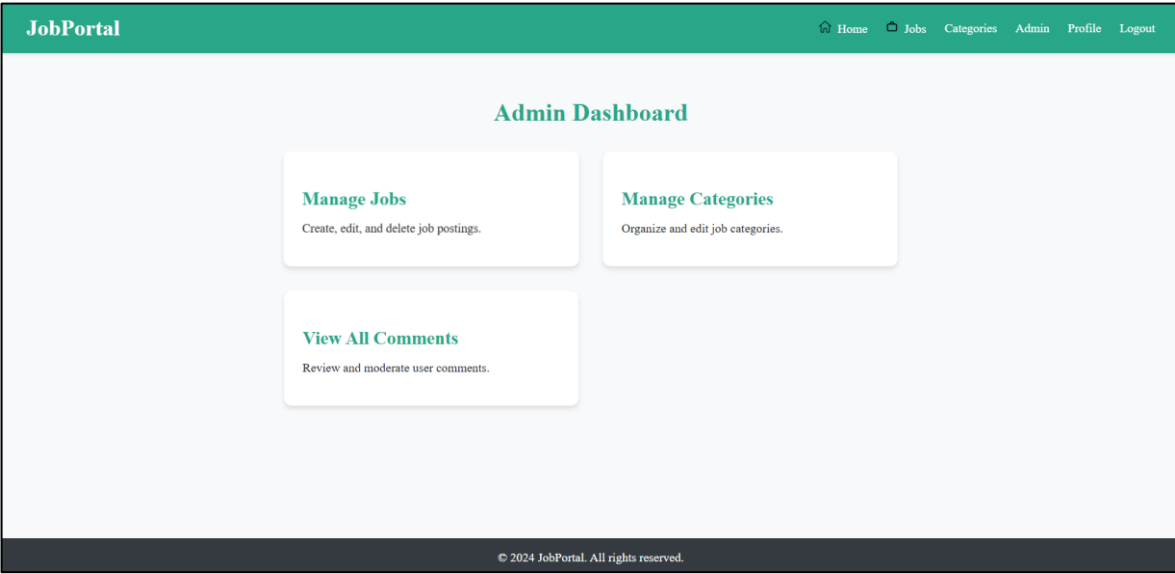 JobPortal
Home Jobs Categories Admin Profile Logout
Admin Dashboard
Manage Jobs
Create, edit, and delete job postings.
Manage Categories
Organize and edit job categories.
View All Comments
Review and moderate user comments.
© 2024 JobPortal. All rights reserved.